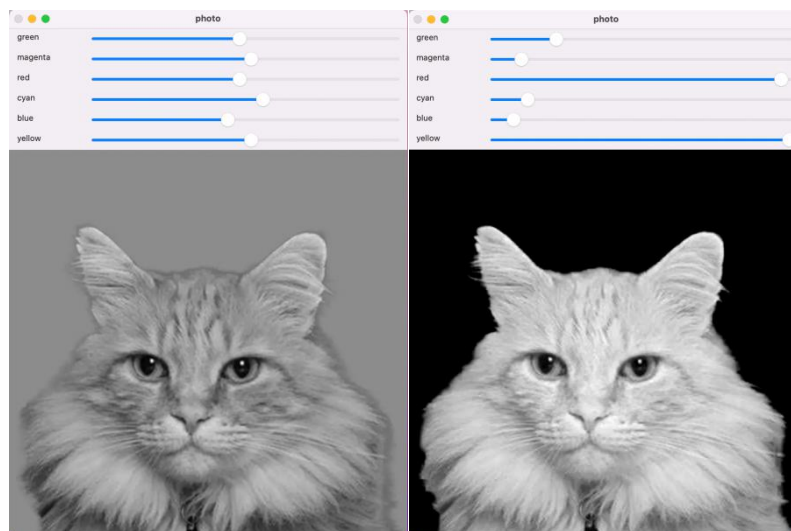 photo
green
magenta
red
cyan
blue
yellow
photo
green
magenta
red
cyan
blue
yellow